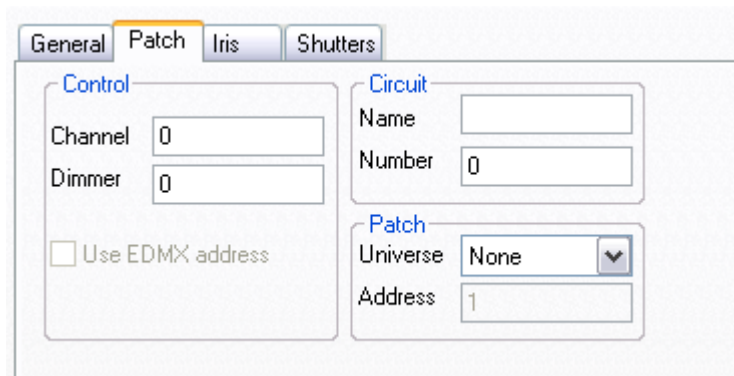 General Patch Iris Shutters
Control
Channel 0
Dimmer 0
Use EDMX address
Circuit
Name
Number 0
Patch
Universe None
Address 1